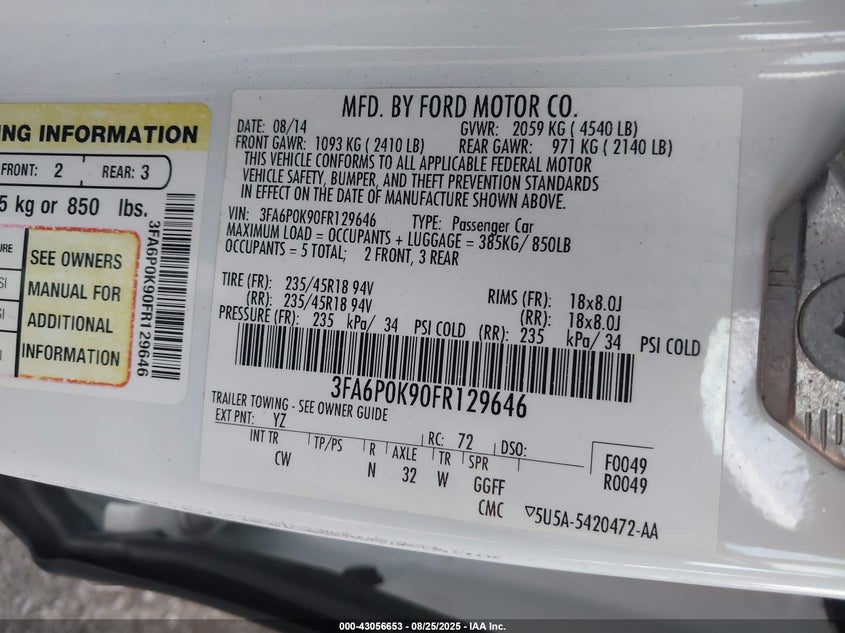 ING INFORMATION
FRONT: 2 REAR: 3
5 kg or 850 lbs.
SEE OWNERS
MANUAL FOR
ADDITIONAL
INFORMATION
3FA6P0K90FR129646
MFD. BY FORD MOTOR CO.
DATE: 08/14 GVWR: 2059 KG ( 4540 LB)
FRONT GAWR: 1093 KG ( 2410 LB) REAR GAWR: 971 KG ( 2140 LB)
THIS VEHICLE CONFORMS TO ALL APPLICABLE FEDERAL MOTOR
VEHICLE SAFETY, BUMPER, AND THEFT PREVENTION STANDARDS
IN EFFECT ON THE DATE OF MANUFACTURE SHOWN ABOVE.
VIN: 3FA6P0K90FR129646 TYPE: Passenger Car
MAXIMUM LOAD = OCCUPANTS + LUGGAGE = 385KG/ 850LB
OCCUPANTS = 5 TOTAL; 2 FRONT, 3 REAR
TIRE (FR): 235/45R18 94V RIMS (FR): 18x8.0J
(RR): 235/45R18 94V (RR): 18x8.0J
PRESSURE (FR): 235 kPa/ 34 PSI COLD (RR): 235 kPa/ 34 PSI COLD
3FA6P0K90FR129646
TRAILER TOWING - SEE OWNER GUIDE
EXT PNT: YZ RC: 72 DSO:
INT TR TP/PS R AXLE TR SPR F0049
CW N 32 W GGFF R0049
CMC ▽5U5A-5420472-AA
000-43056653 - 08/25/2025 - IAA Inc.